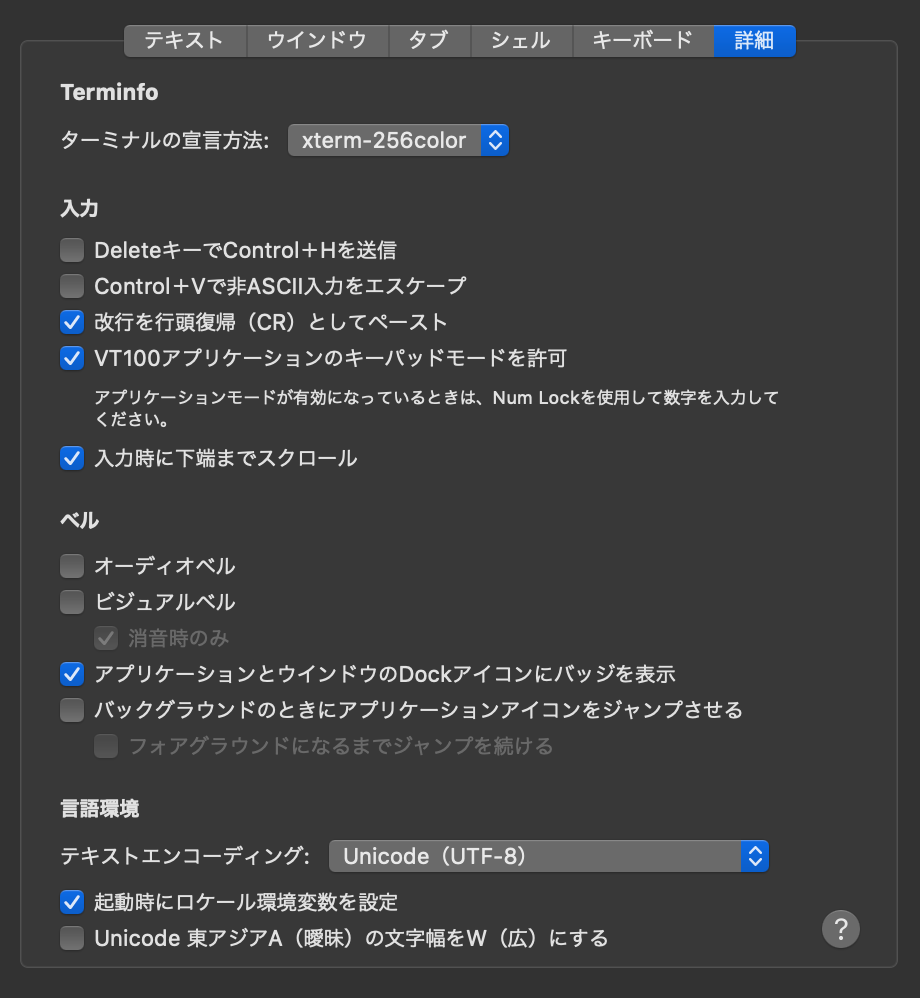 テキスト ウインドウ タブ シェル キーボード 詳細
Terminfo
ターミナルの宣言方法: xterm-256color
入力
DeleteキーでControl+Hを送信
Control+Vで非ASCII入力をエスケープ
改行を行頭復帰（CR）としてペースト
VT100アプリケーションのキーパッドモードを許可
アプリケーションモードが有効になっているときは、Num Lockを使用して数字を入力して
ください。
入力時に下端までスクロール
ベル
オーディオベル
ビジュアルベル
消音時のみ
アプリケーションとウインドウのDockアイコンにバッジを表示
バックグラウンドのときにアプリケーションアイコンをジャンプさせる
フォアグラウンドになるまでジャンプを続ける
言語環境
テキストエンコーディング: Unicode（UTF-8）
起動時にロケール環境変数を設定
Unicode 東アジアA（曖昧）の文字幅をW（広）にする
?